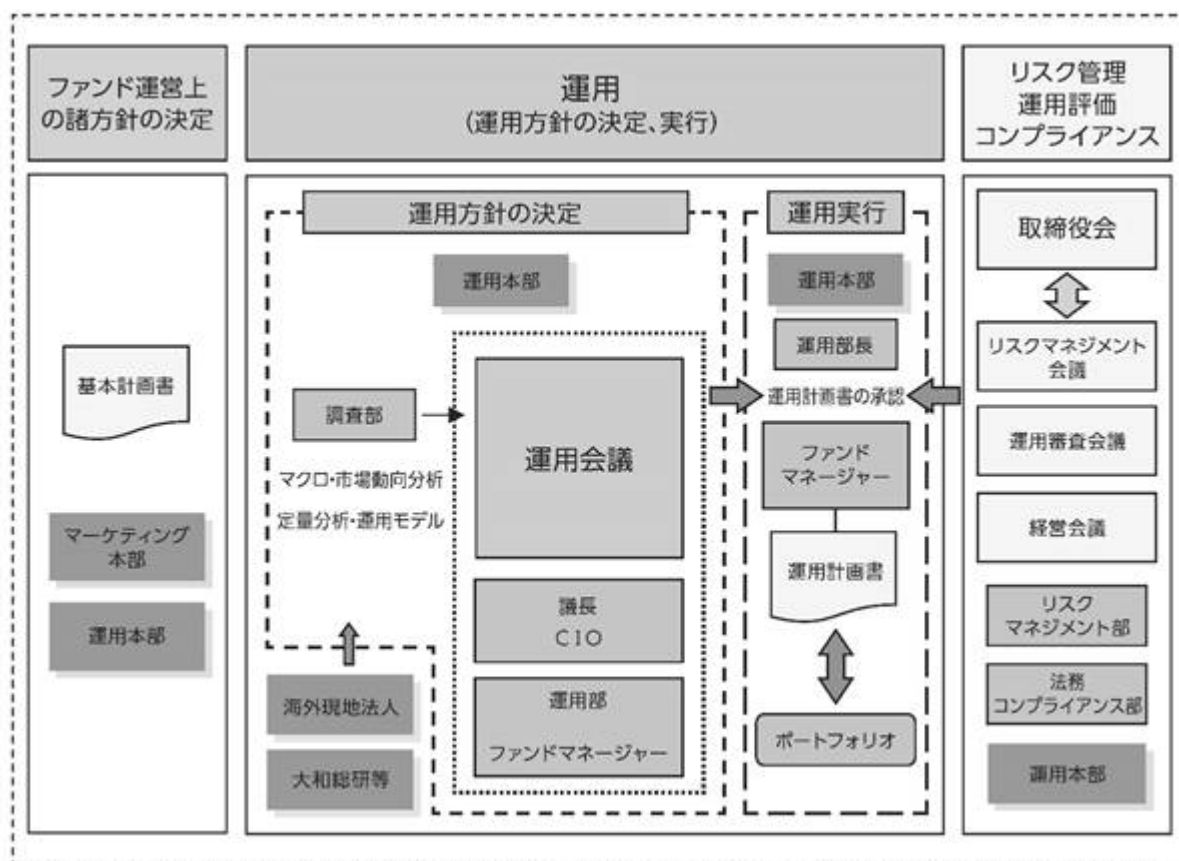 ファンド運営上
の諸方針の決定
運用
(運用方針の決定、実行)
リスク管理
運用評価
コンプライアンス
基本計画書
マーケティング
本部
運用本部
運用方針の決定
運用本部
調査部
マクロ・市場動向分析
定量分析・運用モデル
運用会議
議長
CIO
運用部
ファンドマネージャー
海外現地法人
大和総研等
運用実行
運用本部
運用部長
運用計画書の承認
ファンド
マネージャー
運用計画書
ポートフォリオ
取締役会
リスクマネジメント
会議
運用審査会議
経営会議
リスク
マネジメント部
法務
コンプライアンス部
運用本部